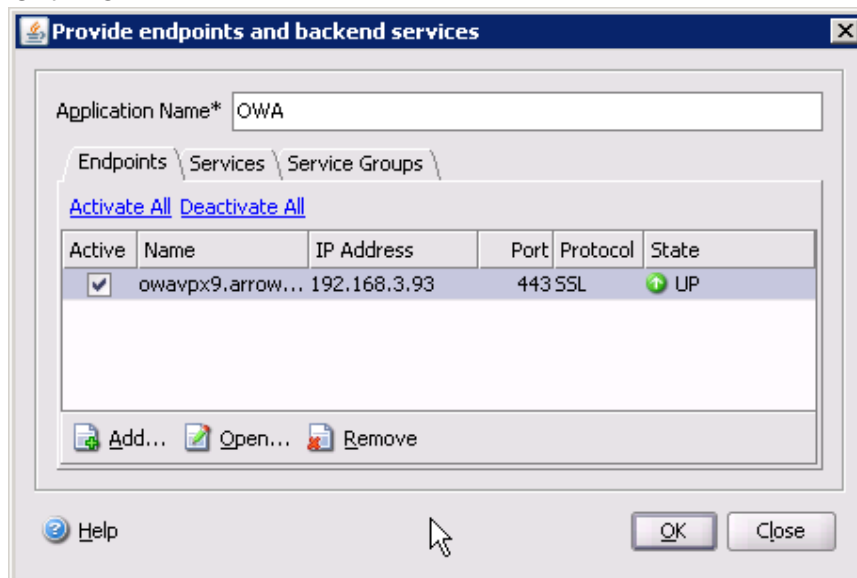 Provide endpoints and backend services
Application Name* OWA
Endpoints Services Service Groups
Activate All Deactivate All
Active Name IP Address Port Protocol State
owavpx9.arrow... 192.168.3.93 443 SSL UP
Add... Open... Remove
Help OK Close